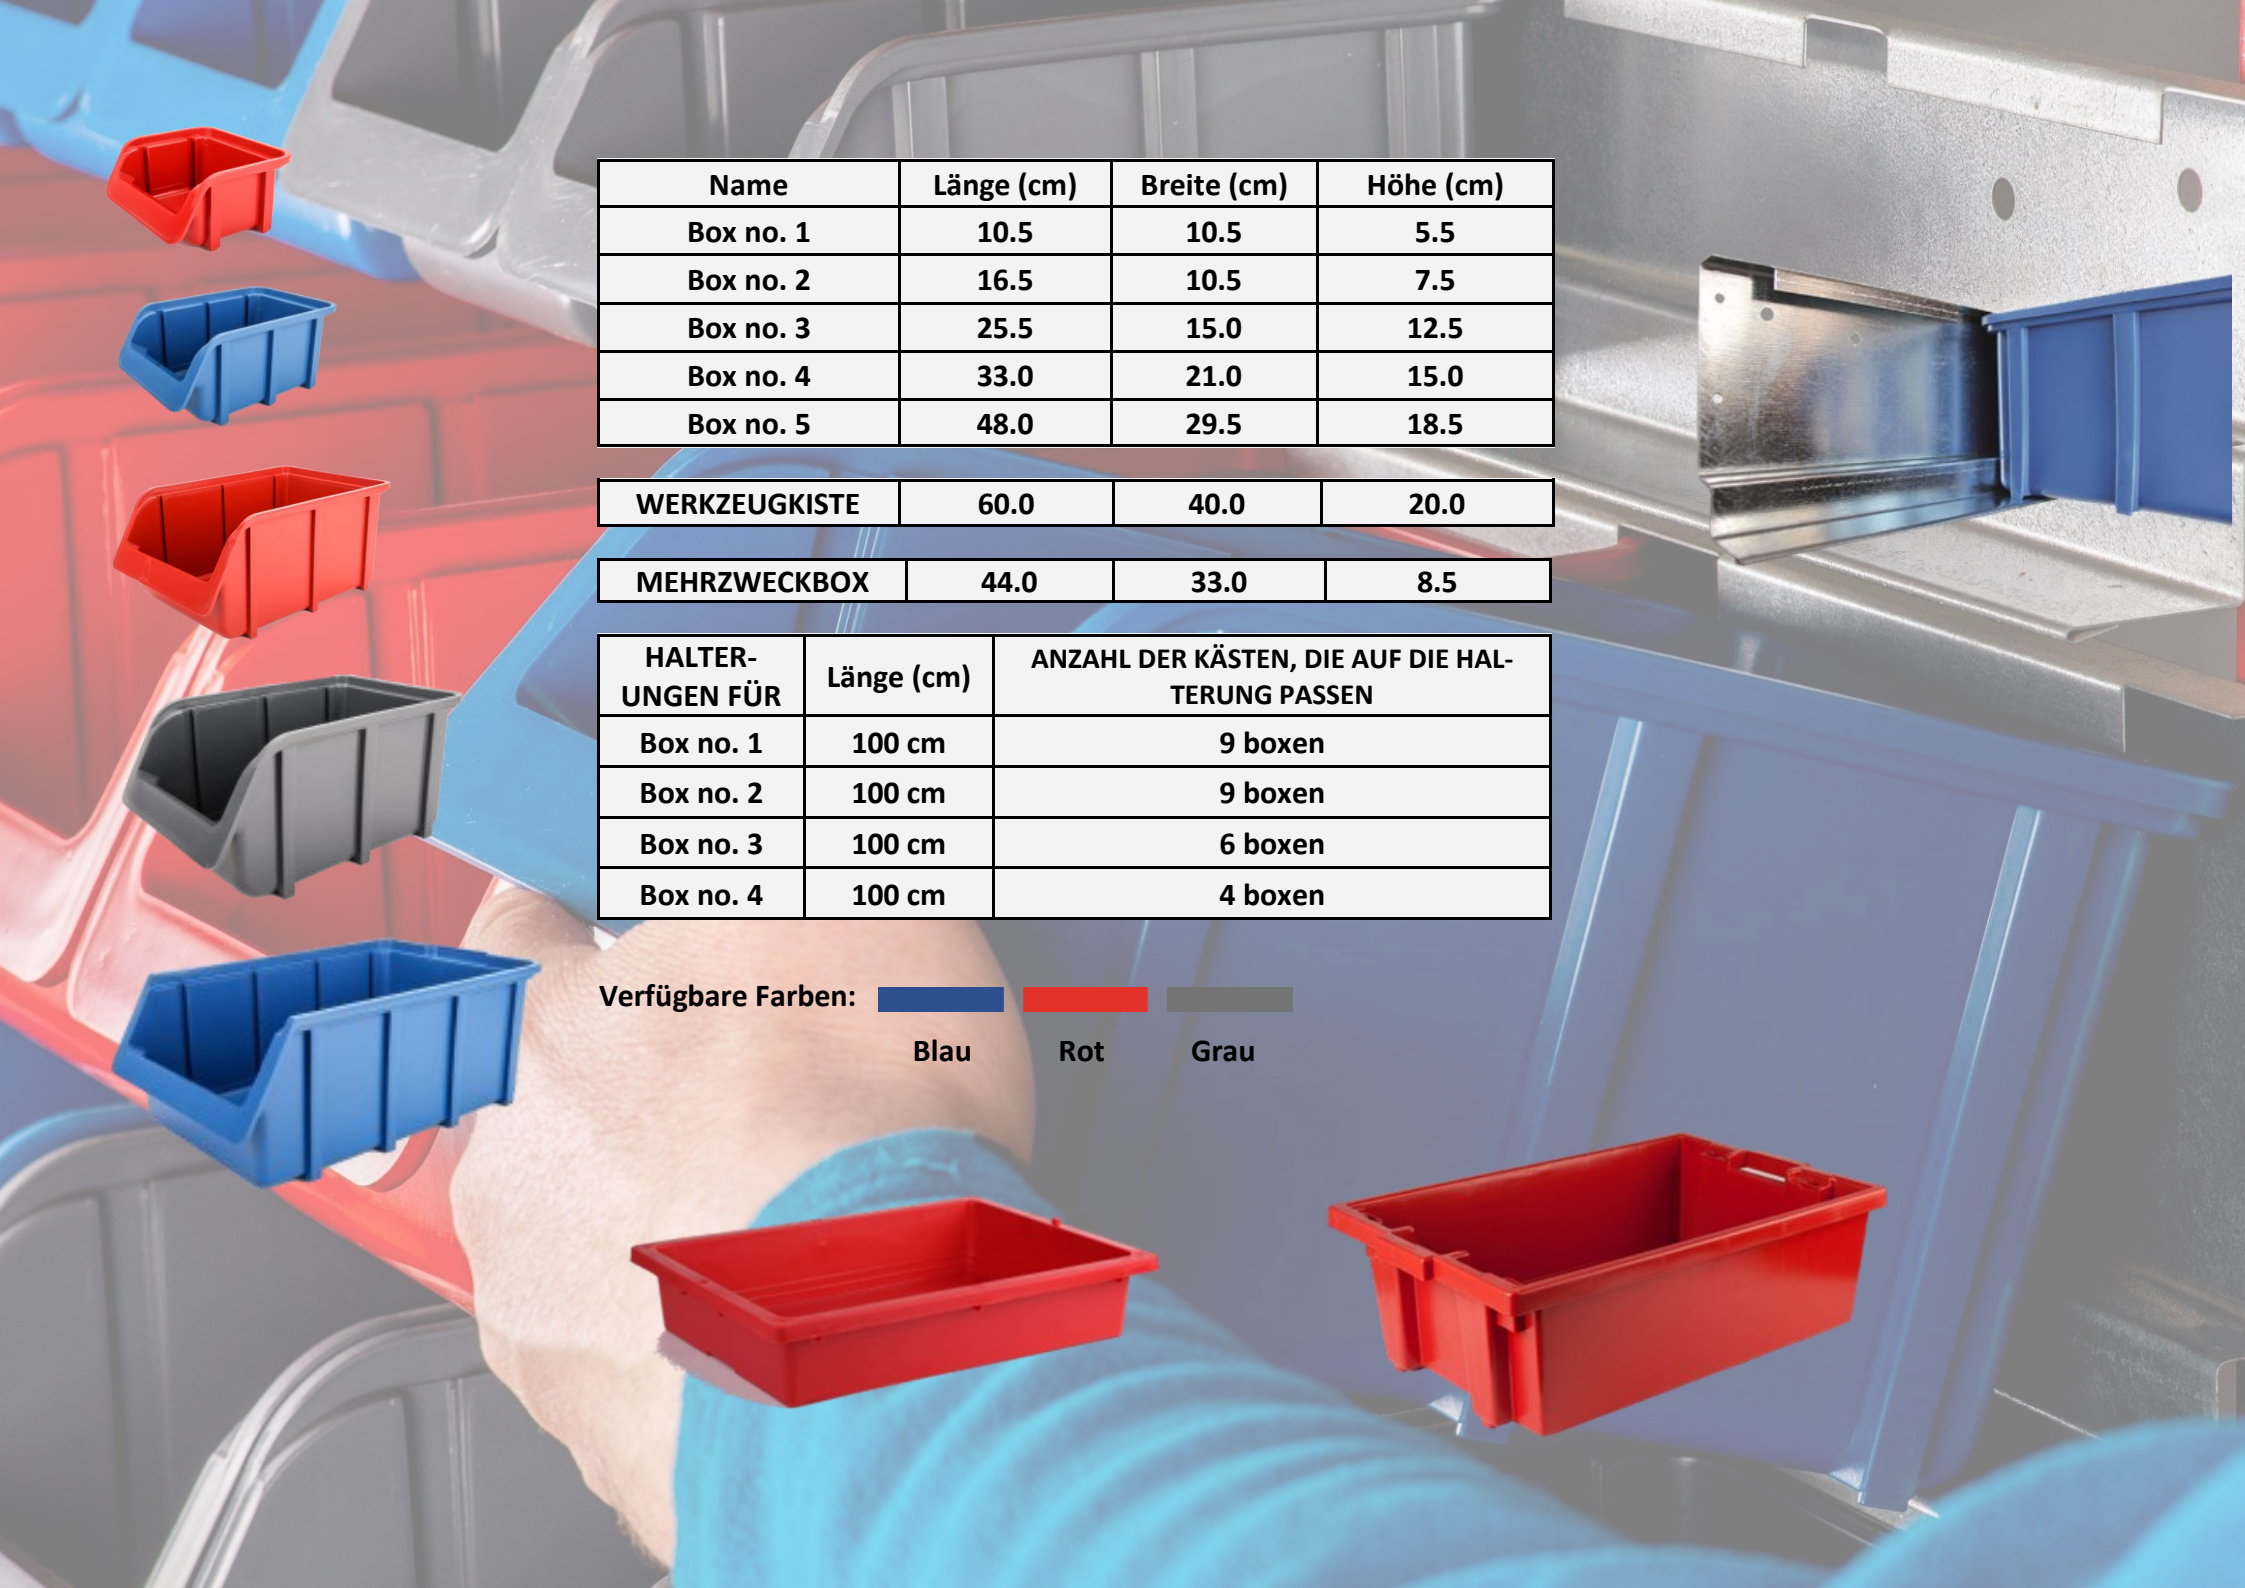 Name Länge (cm) Breite (cm) Höhe (cm)
Box no. 1 10.5 10.5 5.5
Box no. 2 16.5 10.5 7.5
Box no. 3 25.5 15.0 12.5
Box no. 4 33.0 21.0 15.0
Box no. 5 48.0 29.5 18.5
WERKZEUGKISTE 60.0 40.0 20.0
MEHRZWECKBOX 44.0 33.0 8.5
HALTER-
UNGEN FÜR
Länge (cm)
ANZAHL DER KÄSTEN, DIE AUF DIE HAL-
TERUNG PASSEN
Box no. 1 100 cm 9 boxen
Box no. 2 100 cm 9 boxen
Box no. 3 100 cm 6 boxen
Box no. 4 100 cm 4 boxen
Verfügbare Farben:
Blau Rot Grau